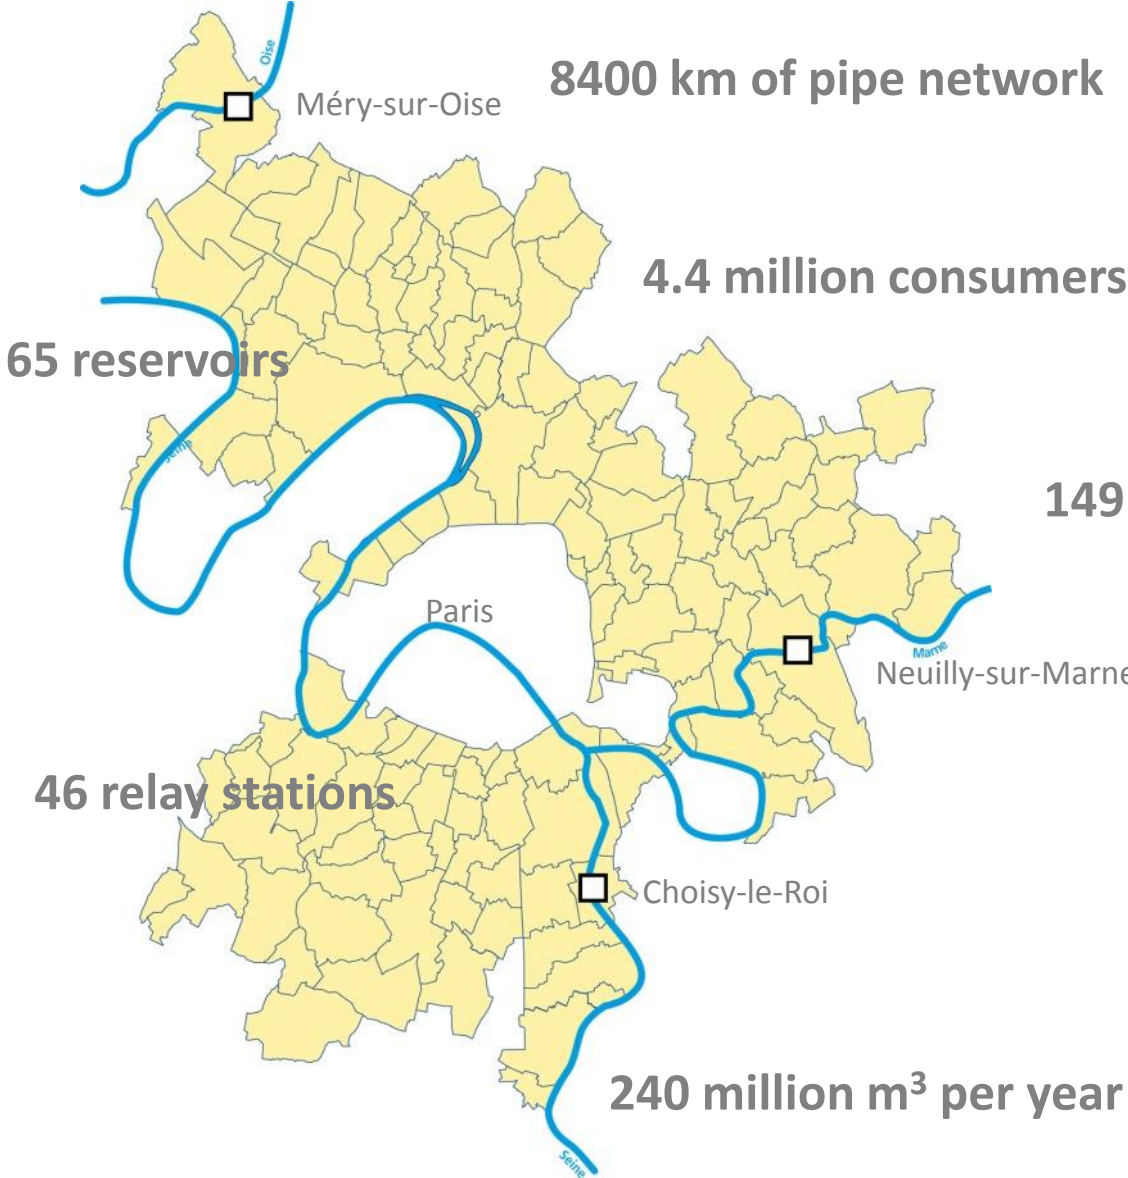 Oise
8400 km of pipe network
Méry-sur-Oise
4.4 million consumers
65 reservoirs
Seine
149
Paris
Marne
Neuilly-sur-Marne
46 relay stations
Choisy-le-Roi
240 million m³ per year
Seine